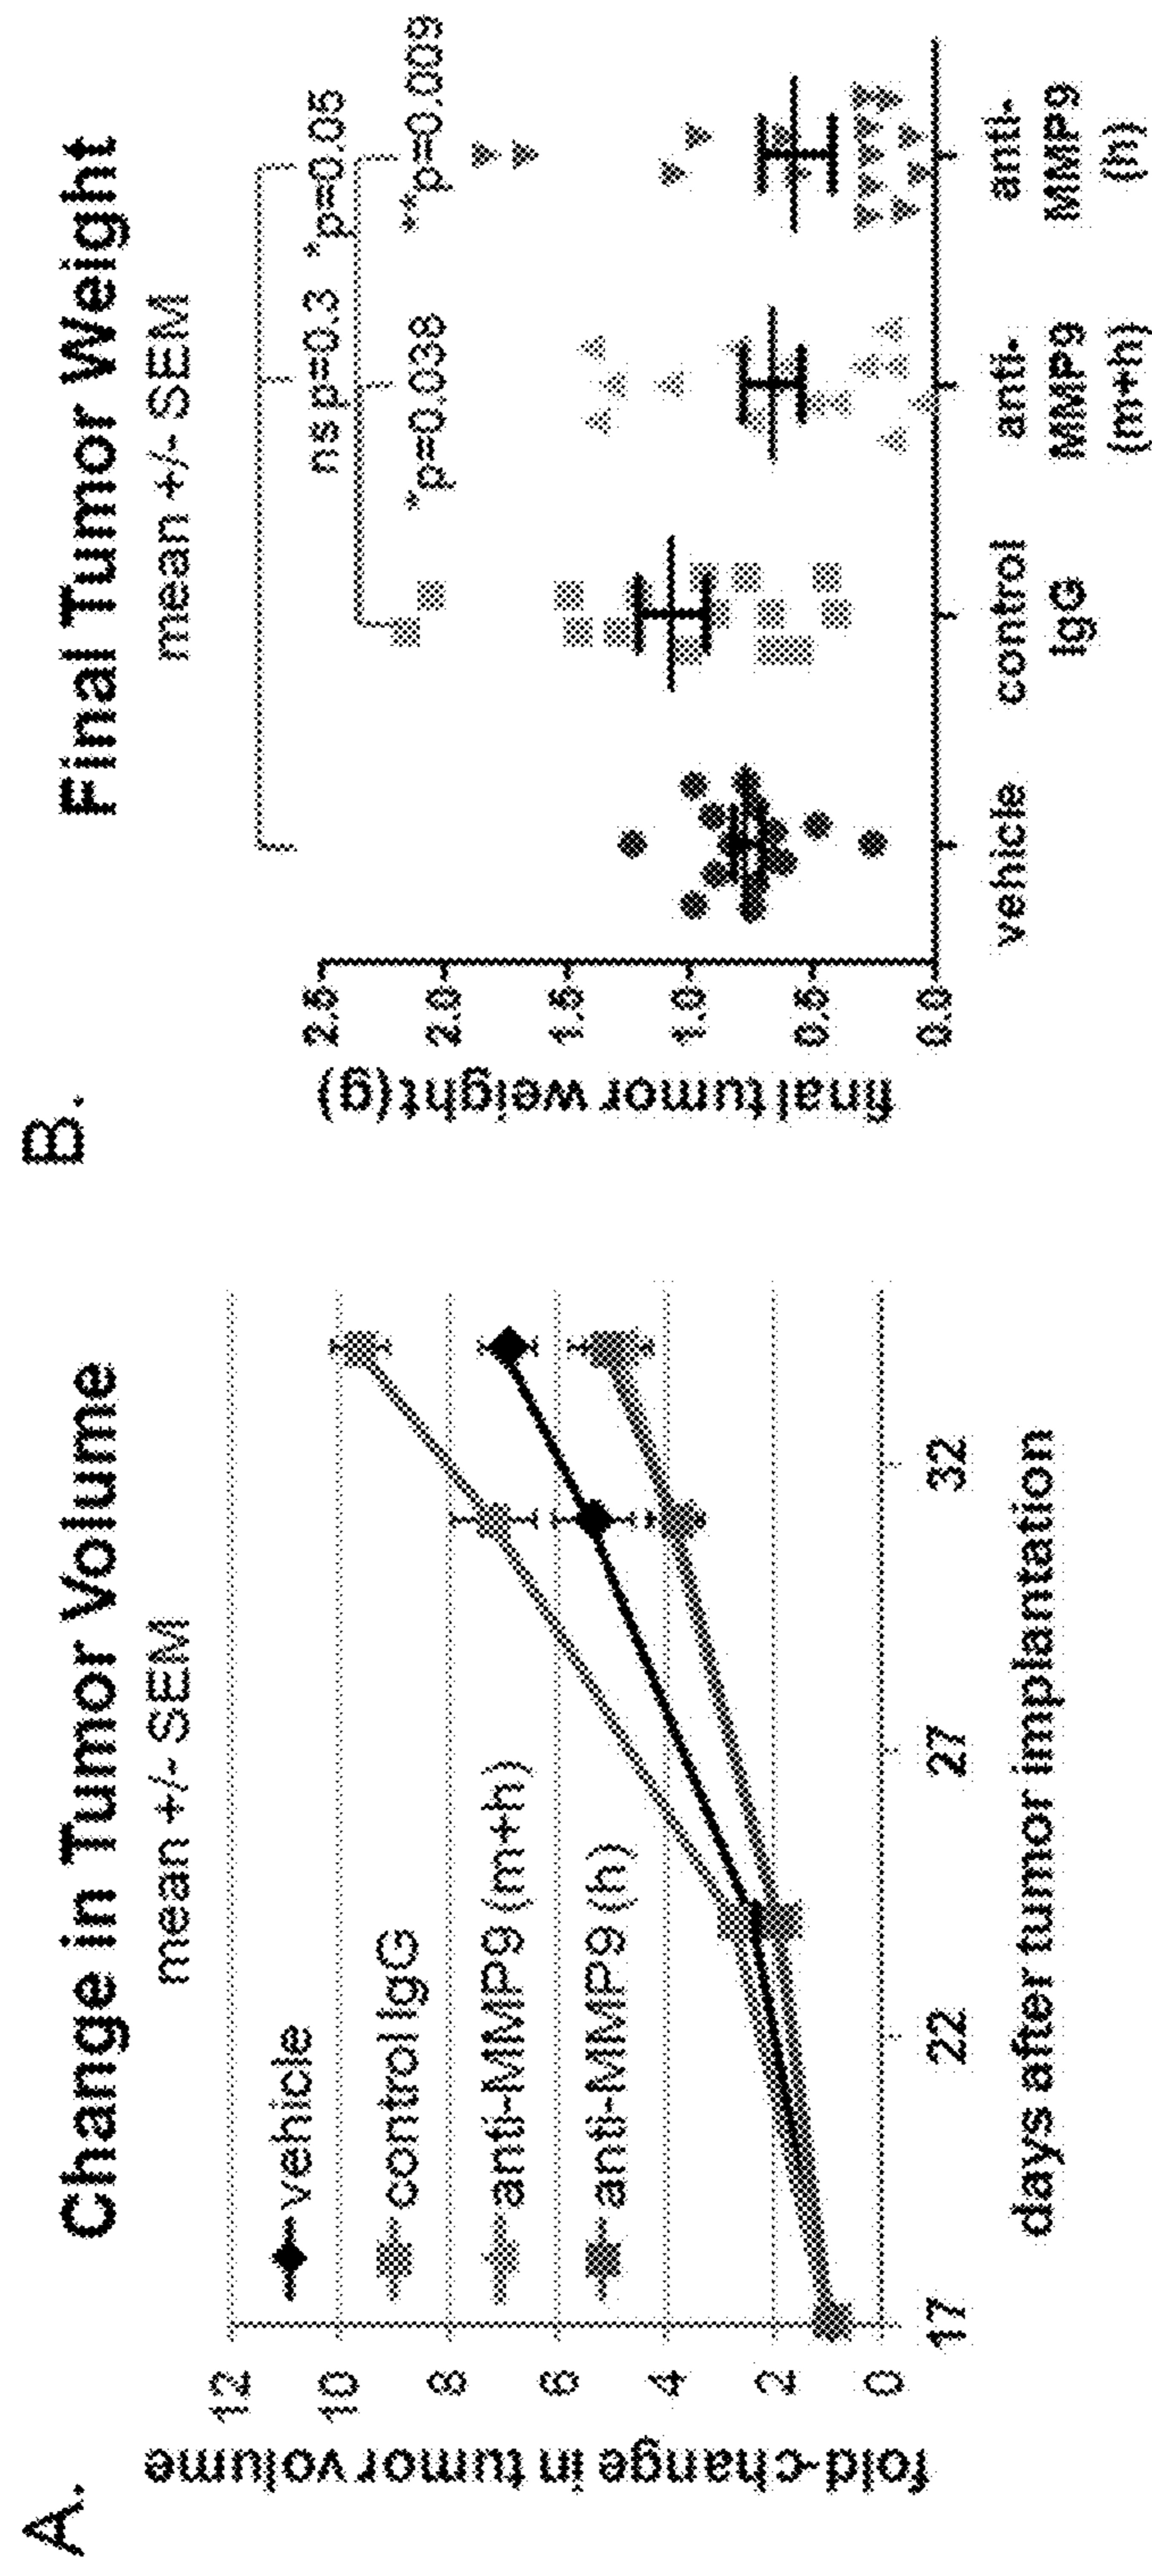 A.
Change in Tumor Volume
mean +/- SEM
fold-change in tumor volume
12
10
8
6
4
2
0
vehicle
control IgG
anti-MMP9 (m+h)
anti-MMP9 (h)
17
22
27
32
days after tumor implantation
B.
Final Tumor Weight
mean +/- SEM
final tumor weight (g)
2.5
2.0
1.5
1.0
0.5
0.0
ns p=0.3
*p=0.05
*p=0.038
**p=0.009
vehicle
control
IgG
anti-
MMP9
(m+h)
anti-
MMP9
(h)